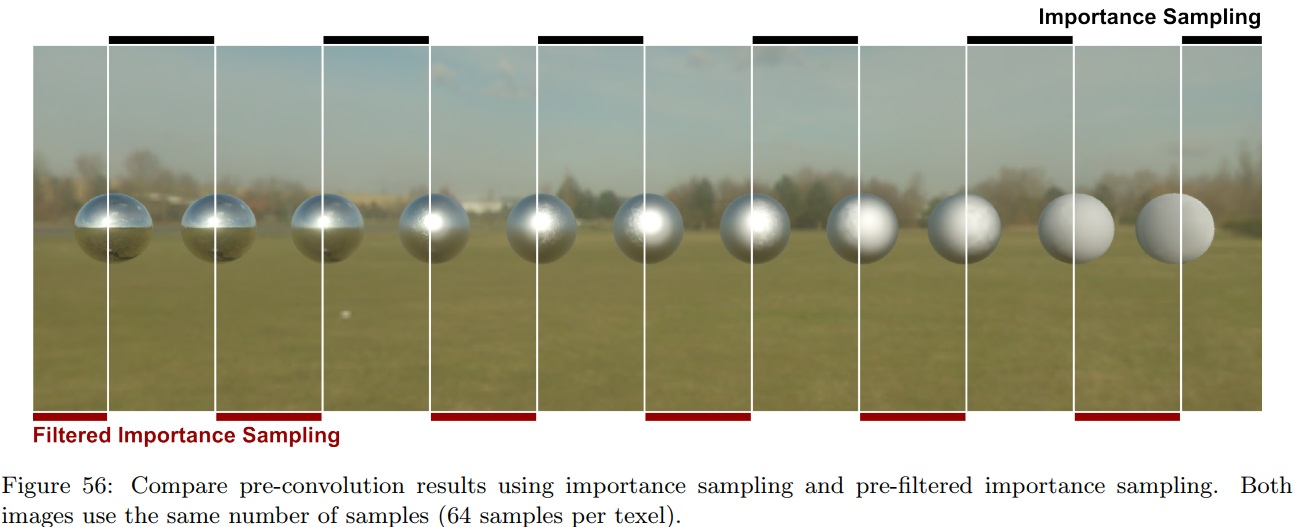 Importance Sampling
Filtered Importance Sampling
Figure 56: Compare pre-convolution results using importance sampling and pre-filtered importance sampling. Both
images use the same number of samples (64 samples per texel).